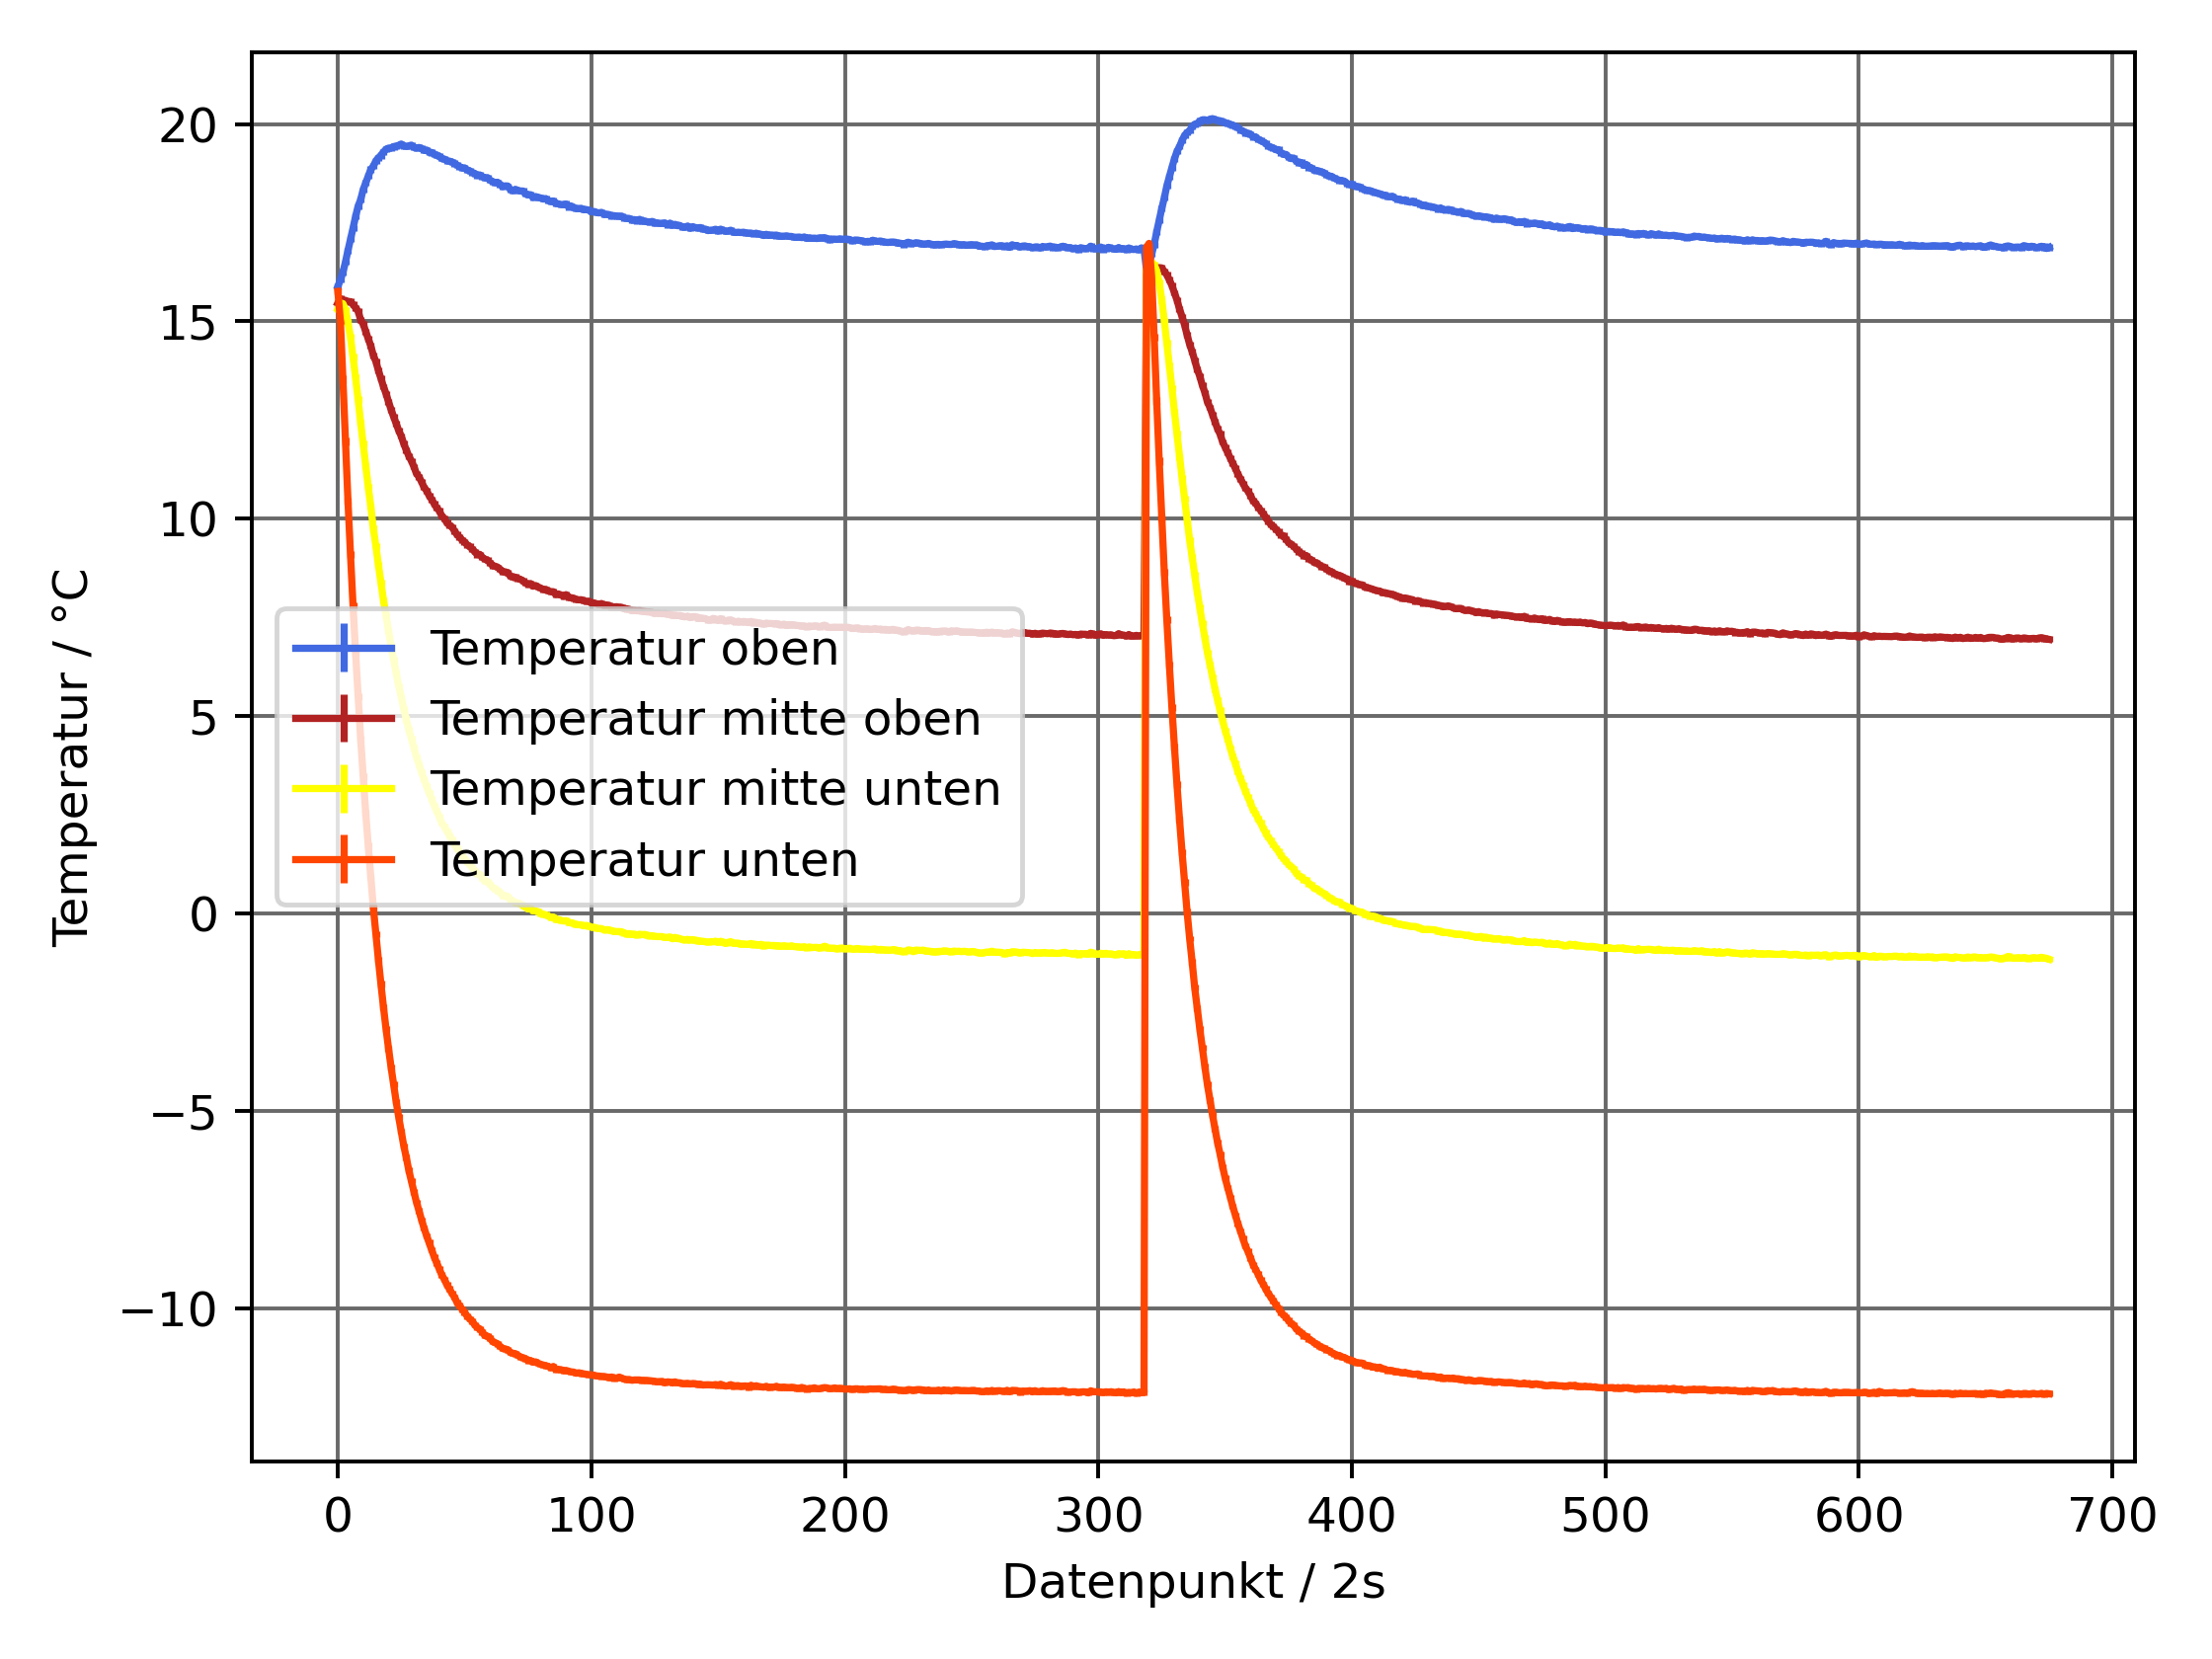 20
15
10
5
0
−5
−10
Temperatur / °C
Temperatur oben
Temperatur mitte oben
Temperatur mitte unten
Temperatur unten
0 100 200 300 400 500 600 700
Datenpunkt / 2s